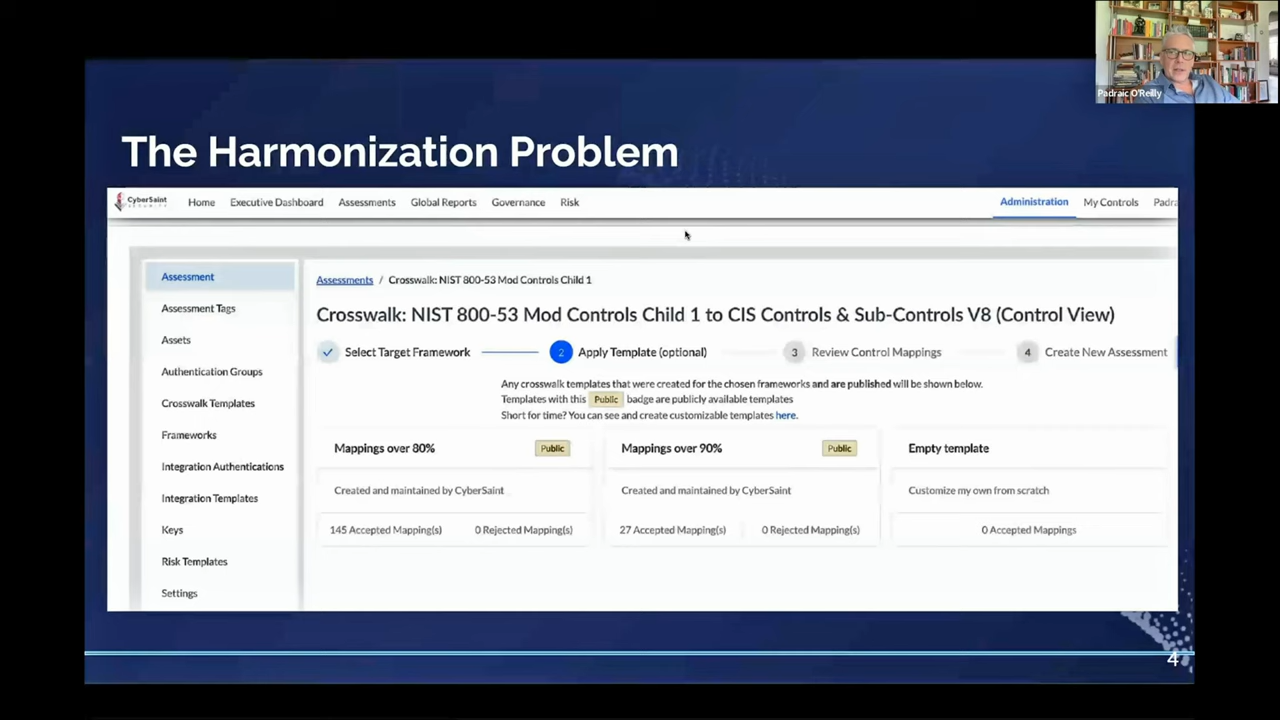 Padraic O'Reilly
The Harmonization Problem
CyberSaint
SECURITY
Home Executive Dashboard Assessments Global Reports Governance Risk Administration My Controls Padra
Assessment
Assessment Tags
Assets
Authentication Groups
Crosswalk Templates
Frameworks
Integration Authentications
Integration Templates
Keys
Risk Templates
Settings
Assessments / Crosswalk: NIST 800-53 Mod Controls Child 1
Crosswalk: NIST 800-53 Mod Controls Child 1 to CIS Controls & Sub-Controls V8 (Control View)
Select Target Framework 2 Apply Template (optional) 3 Review Control Mappings 4 Create New Assessment
Any crosswalk templates that were created for the chosen frameworks and are published will be shown below.
Templates with this Public badge are publicly available templates
Short for time? You can see and create customizable templates here.
Mappings over 80% Public
Created and maintained by CyberSaint
145 Accepted Mapping(s) 0 Rejected Mapping(s)
Mappings over 90% Public
Created and maintained by CyberSaint
27 Accepted Mapping(s) 0 Rejected Mapping(s)
Empty template
Customize my own from scratch
0 Accepted Mappings
4